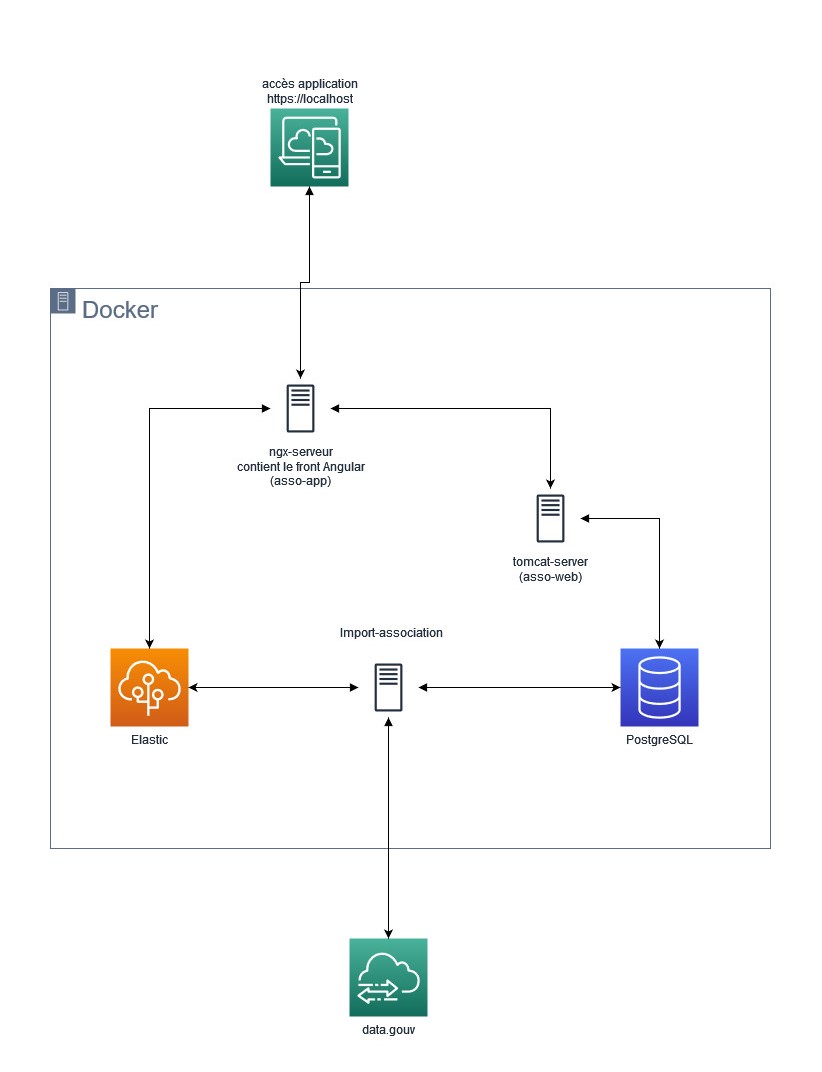 accès application
https://localhost
Docker
ngx-serveur
contient le front Angular
(asso-app)
tomcat-server
(asso-web)
Import-association
Elastic
PostgreSQL
data.gouv